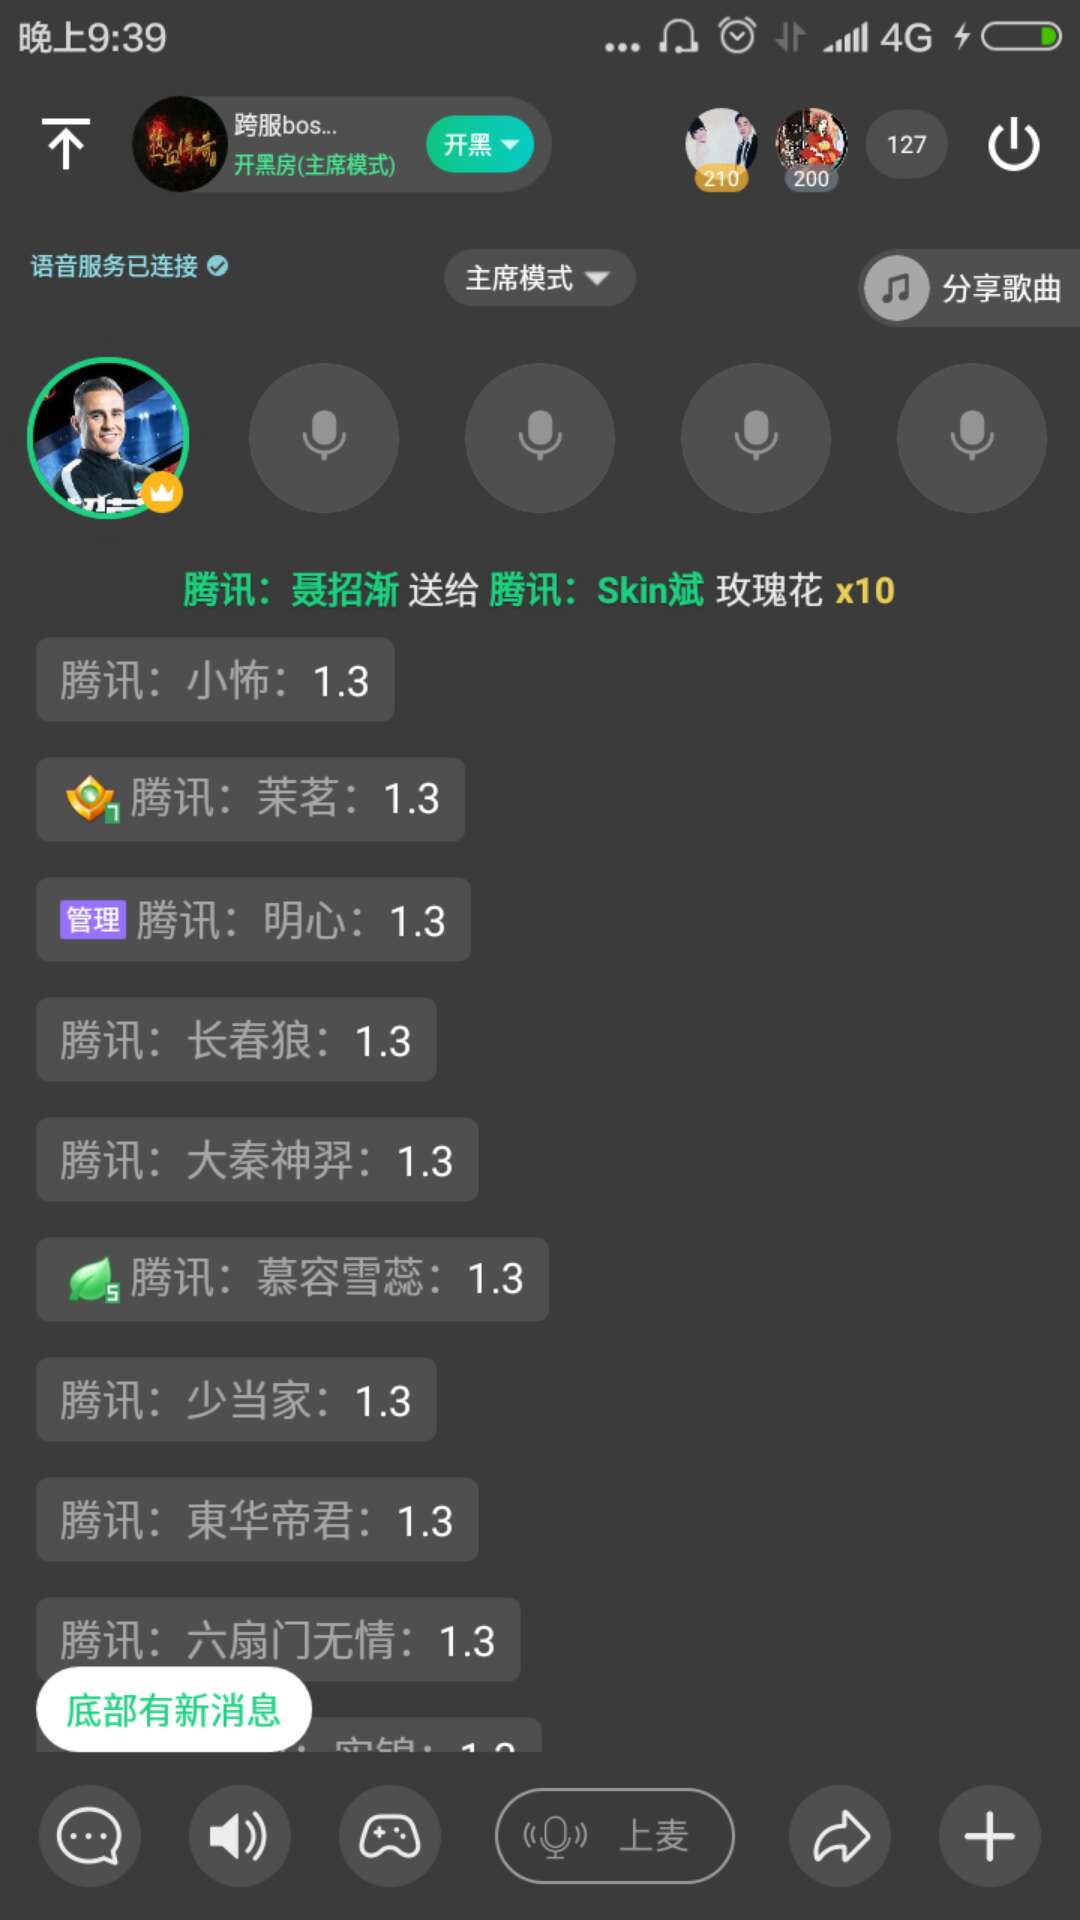 晚上9:39
4G
跨服bos...
开黑房(主席模式)
开黑
210
200
127
语音服务已连接
主席模式
分享歌曲
腾讯：聂招渐 送给 腾讯：Skin斌 玫瑰花 x10
腾讯：小怖：1.3
7 腾讯：茉茗：1.3
管理 腾讯：明心：1.3
腾讯：长春狼：1.3
腾讯：大秦神羿：1.3
5 腾讯：慕容雪蕊：1.3
腾讯：少当家：1.3
腾讯：東华帝君：1.3
腾讯：六扇门无情：1.3
底部有新消息
上麦